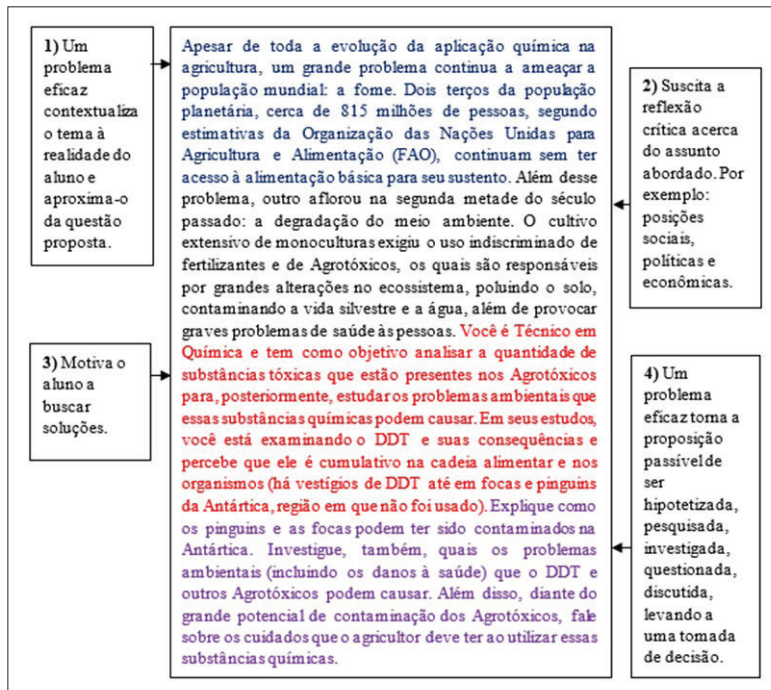 1) Um
problema
eficaz
contextualiza
o tema à
realidade do
aluno e
aproxima-o
da questão
proposta.
Apesar de toda a evolução da aplicação química na
agricultura, um grande problema continua a ameaçar a
população mundial: a fome. Dois terços da população
planetária, cerca de 815 milhões de pessoas, segundo
estimativas da Organização das Nações Unidas para
Agricultura e Alimentação (FAO), continuam sem ter
acesso à alimentação básica para seu sustento. Além desse
problema, outro aflorou na segunda metade do século
passado: a degradação do meio ambiente. O cultivo
extensivo de monoculturas exigiu o uso indiscriminado de
fertilizantes e de Agrotóxicos, os quais são responsáveis
por grandes alterações no ecossistema, poluindo o solo,
contaminando a vida silvestre e a água, além de provocar
graves problemas de saúde às pessoas. Você é Técnico em
Química e tem como objetivo analisar a quantidade de
substâncias tóxicas que estão presentes nos Agrotóxicos
para, posteriormente, estudar os problemas ambientais que
essas substâncias químicas podem causar. Em seus estudos,
você está examinando o DDT e suas consequências e
percebe que ele é cumulativo na cadeia alimentar e nos
organismos (há vestígios de DDT até em focas e pinguins
da Antártica, região em que não foi usado). Explique como
os pinguins e as focas podem ter sido contaminados na
Antártica. Investigue, também, quais os problemas
ambientais (incluindo os danos à saúde) que o DDT e
outros Agrotóxicos podem causar. Além disso, diante do
grande potencial de contaminação dos Agrotóxicos, fale
sobre os cuidados que o agricultor deve ter ao utilizar essas
substâncias químicas.
2) Suscita a
reflexão
crítica acerca
do assunto
abordado. Por
exemplo:
posições
sociais,
políticas e
econômicas.
3) Motiva o
aluno a
buscar
soluções.
4) Um
problema
eficaz torna a
proposição
passível de
ser
hipotetizada,
pesquisada,
investigada,
questionada,
discutida,
levando a
uma tomada
de decisão.